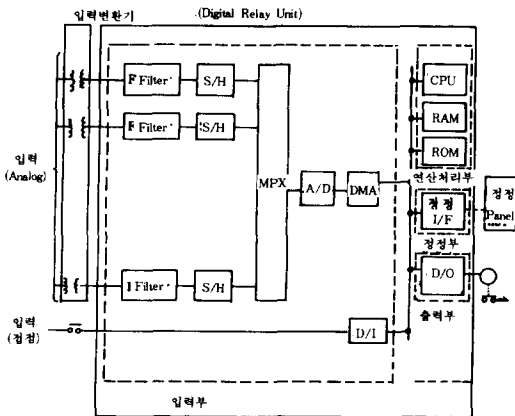 입력변환기
(Digital Relay Unit)
Filter
S/H
CPU
Filter
S/H
RAM
ROM
입력
(Analog)
MPX
A/D
DMA
연산처리부
정정
I/F
정정
Panel
정정부
Filter
S/H
D/O
입력
(접점)
D/I
출력부
입력부